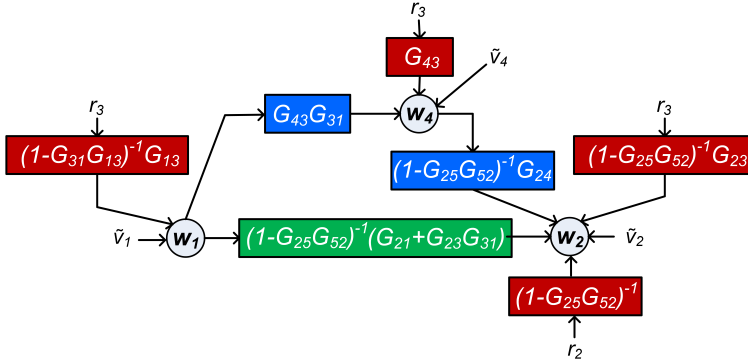 r₃
G₄₃
ṽ₄
r₃
r₃
G₄₃G₃₁
w₄
(1-G₃₁G₁₃)⁻¹G₁₃
(1-G₂₅G₅₂)⁻¹G₂₄
(1-G₂₅G₅₂)⁻¹G₂₃
ṽ₁
w₁
(1-G₂₅G₅₂)⁻¹(G₂₁+G₂₃G₃₁)
w₂
ṽ₂
(1-G₂₅G₅₂)⁻¹
r₂